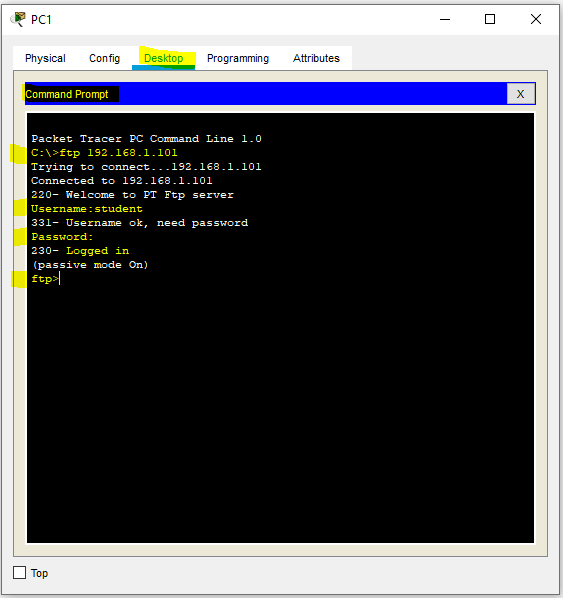 PC1
Physical Config Desktop Programming Attributes
Command Prompt X
Packet Tracer PC Command Line 1.0
C:\>ftp 192.168.1.101
Trying to connect...192.168.1.101
Connected to 192.168.1.101
220- Welcome to PT Ftp server
Username:student
331- Username ok, need password
Password:
230- Logged in
(passive mode On)
ftp>
Top